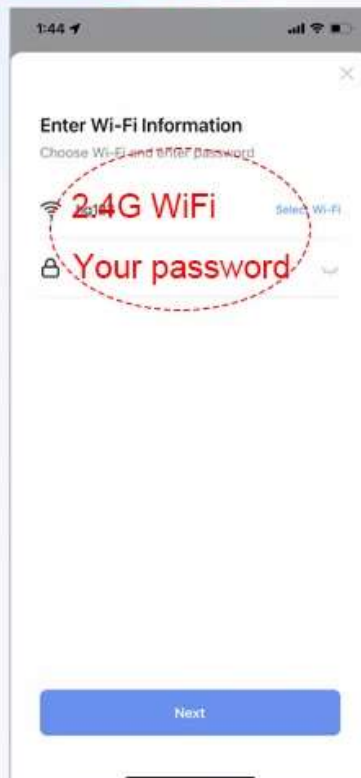 1:44
Enter Wi-Fi Information
Choose Wi-Fi and enter password
2.4G WiFi
Select Wi-Fi
Your password
Next